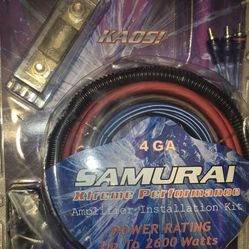 KAOS!
4 GA
SAMURAI
Xtreme Performance
Amplifier Installation Kit
POWER RATING
Up To 2600 Watts